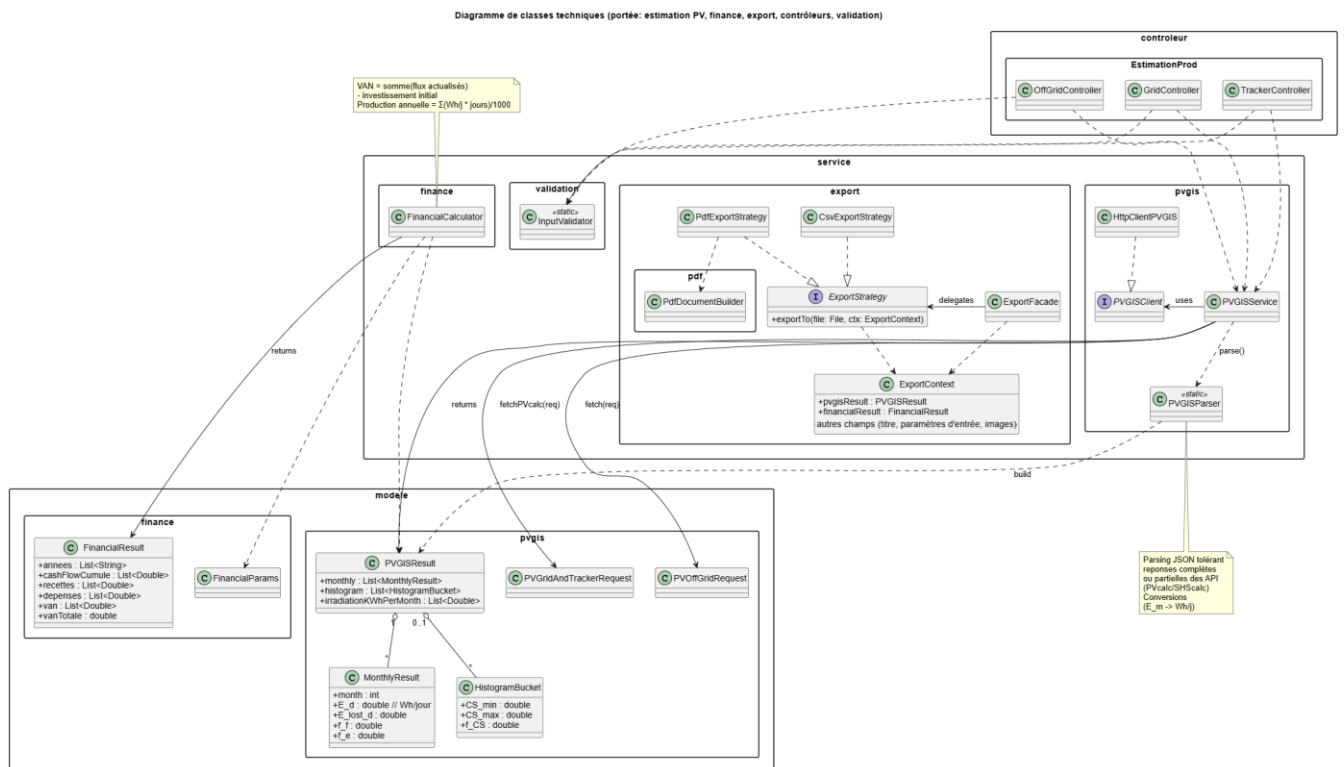 Diagramme de classes techniques (portée: estimation PV, finance, export, contrôleurs, validation)
controleur
EstimationProd
C OffGridController
C GridController
C TrackerController
VAN = somme(flux actualisés)
- investissement initial
Production annuelle = Σ(Wh/j * jours)/1000
service
finance
C FinancialCalculator
validation
C «static»
InputValidator
export
C PdfExportStrategy
C CsvExportStrategy
pdf
C PdfDocumentBuilder
I ExportStrategy
+exportTo(file: File, ctx: ExportContext)
delegates
C ExportFacade
C ExportContext
+pvgisResult : PVGISResult
+financialResult : FinancialResult
autres champs (titre, paramètres d'entrée, images)
pvgis
C HttpClientPVGIS
I PVGISClient
uses
C PVGISService
parse()
C «static»
PVGISParser
returns
returns
fetchPVcalc(req)
fetch(req)
build
modele
finance
C FinancialResult
+annees : List<String>
+cashFlowCumule : List<Double>
+recettes : List<Double>
+depenses : List<Double>
+van : List<Double>
+vanTotale : double
C FinancialParams
pvgis
C PVGISResult
+monthly : List<MonthlyResult>
+histogram : List<HistogramBucket>
+irradiationKWhPerMonth : List<Double>
C PVGridAndTrackerRequest
C PVOffGridRequest
1
0..1
*
*
C MonthlyResult
+month : int
+E_d : double // Wh/jour
+E_lost_d : double
+f_f : double
+f_e : double
C HistogramBucket
+CS_min : double
+CS_max : double
+f_CS : double
Parsing JSON tolérant
reponses complètes
ou partielles des API
(PVcalc/SHScalc)
Conversions
(E_m -> Wh/j)